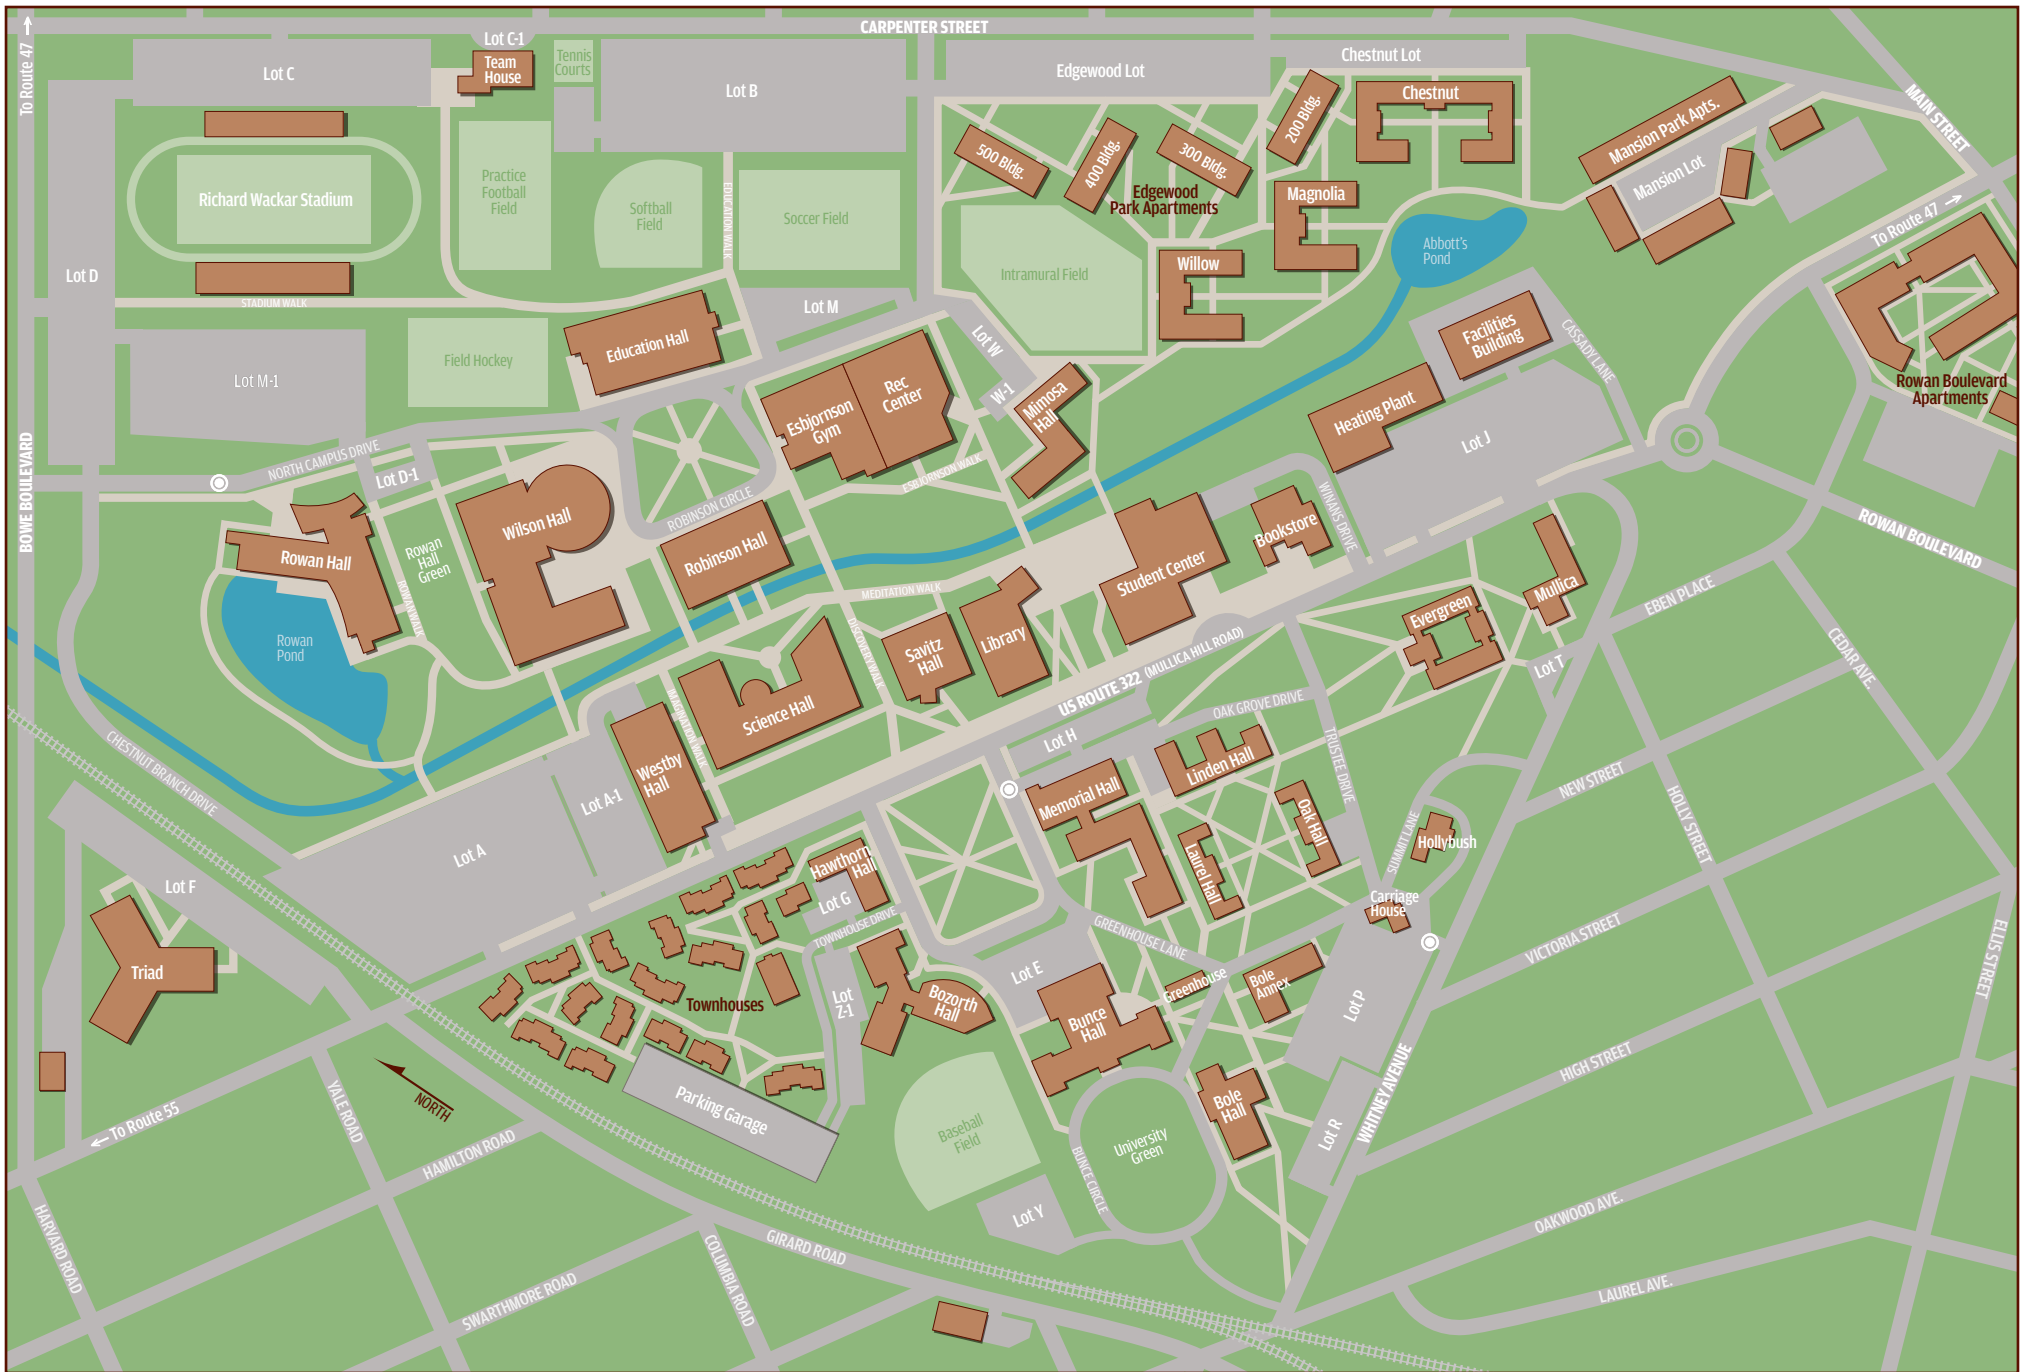 CARPENTER STREET
To Route 47
Lot C-1
Team
House
Tennis
Courts
Lot C
Lot B
Edgewood Lot
Chestnut Lot
Chestnut
200 Bldg.
Mansion Park Apts.
MAIN STREET
500 Bldg.
400 Bldg.
300 Bldg.
Mansion Lot
Edgewood
Park Apartments
Magnolia
Richard Wackar Stadium
Practice
Football
Field
Softball
Field
EDUCATION WALK
Soccer Field
To Route 47
Lot D
Intramural Field
Willow
Abbott's
Pond
STADIUM WALK
Lot M
Education Hall
Field Hockey
Lot M-1
Lot W
W-1
Facilities
Building
CASSADY LANE
Rec
Center
Esbjornson
Gym
Mimosa
Hall
Heating Plant
Rowan Boulevard
Apartments
Lot J
BOWE BOULEVARD
NORTH CAMPUS DRIVE
Lot D-1
ESBJORNSON WALK
ROBINSON CIRCLE
Wilson Hall
Robinson Hall
Rowan Hall
Rowan
Hall
Green
ROWAN WALK
Student Center
Bookstore
WINANS DRIVE
ROWAN BOULEVARD
MEDITATION WALK
Mullica
EBEN PLACE
Evergreen
Rowan
Pond
DISCOVERY WALK
Savitz
Hall
Library
Lot T
CEDAR AVE.
US ROUTE 322 (MULLICA HILL ROAD)
IMAGINATION WALK
Science Hall
OAK GROVE DRIVE
Lot H
TRUSTEE DRIVE
Linden Hall
CHESTNUT BRANCH DRIVE
Westby
Hall
Lot A-1
Memorial Hall
Oak Hall
NEW STREET
HOLLY STREET
SUMMIT LANE
Hollybush
Lot A
Hawthorn
Hall
Lot G
Laurel Hall
Carriage
House
Lot F
TOWNHOUSE DRIVE
GREENHOUSE LANE
VICTORIA STREET
ELLIS STREET
Triad
Townhouses
Lot
Z-1
Bozorth
Hall
Lot E
Greenhouse
Bole
Annex
Lot P
Bunce
Hall
HIGH STREET
WHITNEY AVENUE
NORTH
Parking Garage
YALE ROAD
To Route 55
Baseball
Field
Bole
Hall
Lot R
HAMILTON ROAD
University
Green
BUNCE CIRCLE
Lot Y
OAKWOOD AVE.
HARVARD ROAD
GIRARD ROAD
COLUMBIA ROAD
SWARTHMORE ROAD
LAUREL AVE.